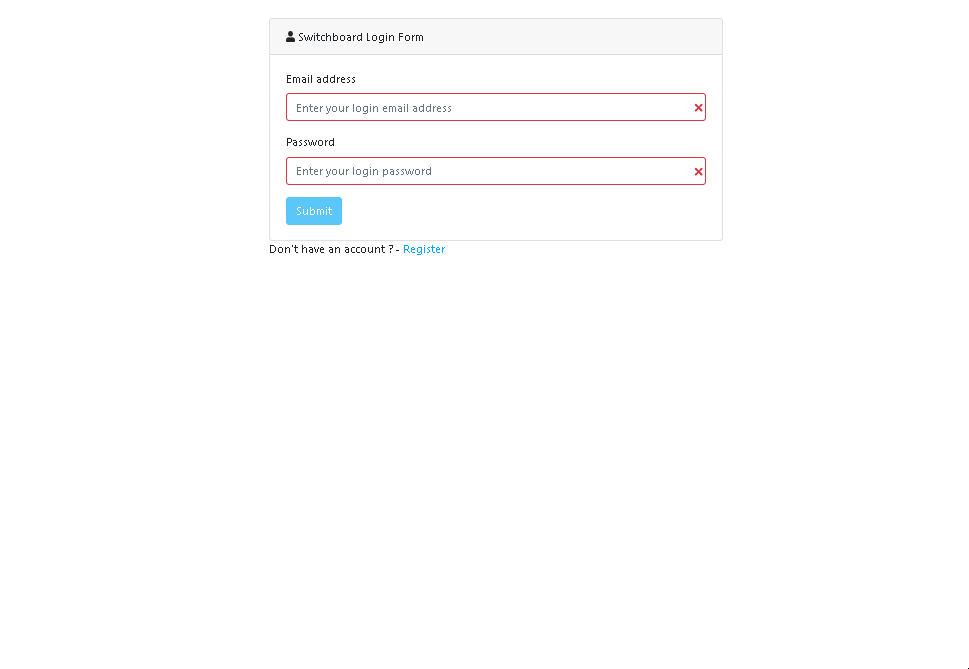 Switchboard Login Form
Email address
Enter your login email address
Password
Enter your login password
Submit
Don't have an account ? - Register